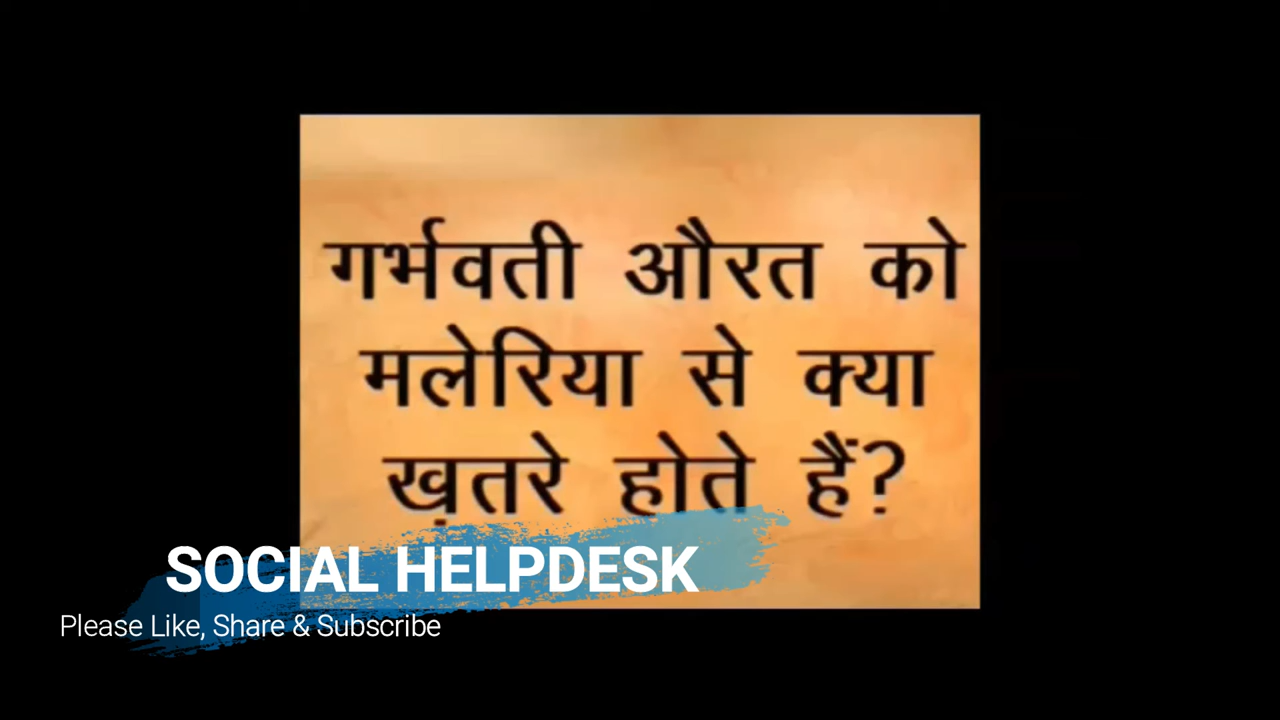 गर्भवती औरत को
मलेरिया से क्या
ख़तरे होते हैं?
SOCIAL HELPDESK
Please Like, Share & Subscribe